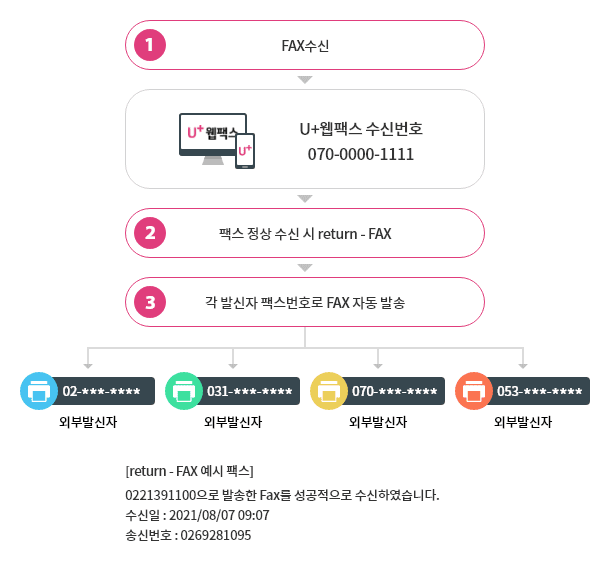 1 FAX수신
U+웹팩스
U+
U+웹팩스 수신번호
070-0000-1111
2 팩스 정상 수신 시 return - FAX
3 각 발신자 팩스번호로 FAX 자동 발송
02-***-**** 031-***-**** 070-***-**** 053-***-****
외부발신자 외부발신자 외부발신자 외부발신자
[return - FAX 예시 팩스]
0221391100으로 발송한 Fax를 성공적으로 수신하였습니다.
수신일 : 2021/08/07 09:07
송신번호 : 0269281095